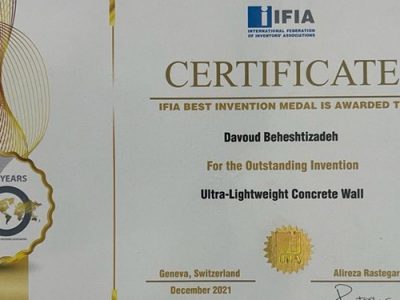 IFIA
INTERNATIONAL FEDERATION
OF INVENTORS' ASSOCIATIONS
CERTIFICATE
IFIA BEST INVENTION MEDAL IS AWARDED T
Davoud Beheshtizadeh
For the Outstanding Invention
Ultra-Lightweight Concrete Wall
YEARS
Geneva, Switzerland
Alireza Rastegar
December 2021